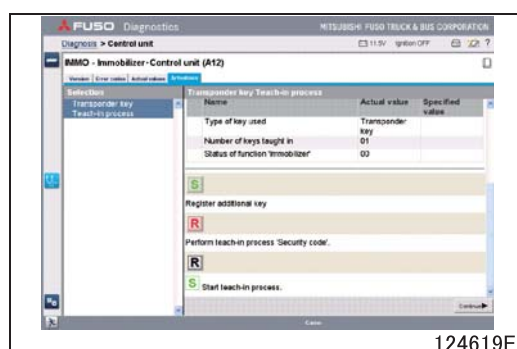 FUSO Diagnostics MITSUBISHI FUSO TRUCK & BUS CORPORATION
Diagnosis > Control unit 11.5V Ignition OFF ?
IMMO - Immobilizer-Control unit (A12)
Version Error codes Actual values Actuations
Selection Transponder key Teach-in process
Transponder key
Teach-in process
Name Actual value Specified value
Type of key used Transponder key
Number of keys taught in 01
Status of function 'Immobilizer' 00
S
Register additional key
R
Perform teach-in process 'Security code'.
R
S Start teach-in process.
Continue
124619E